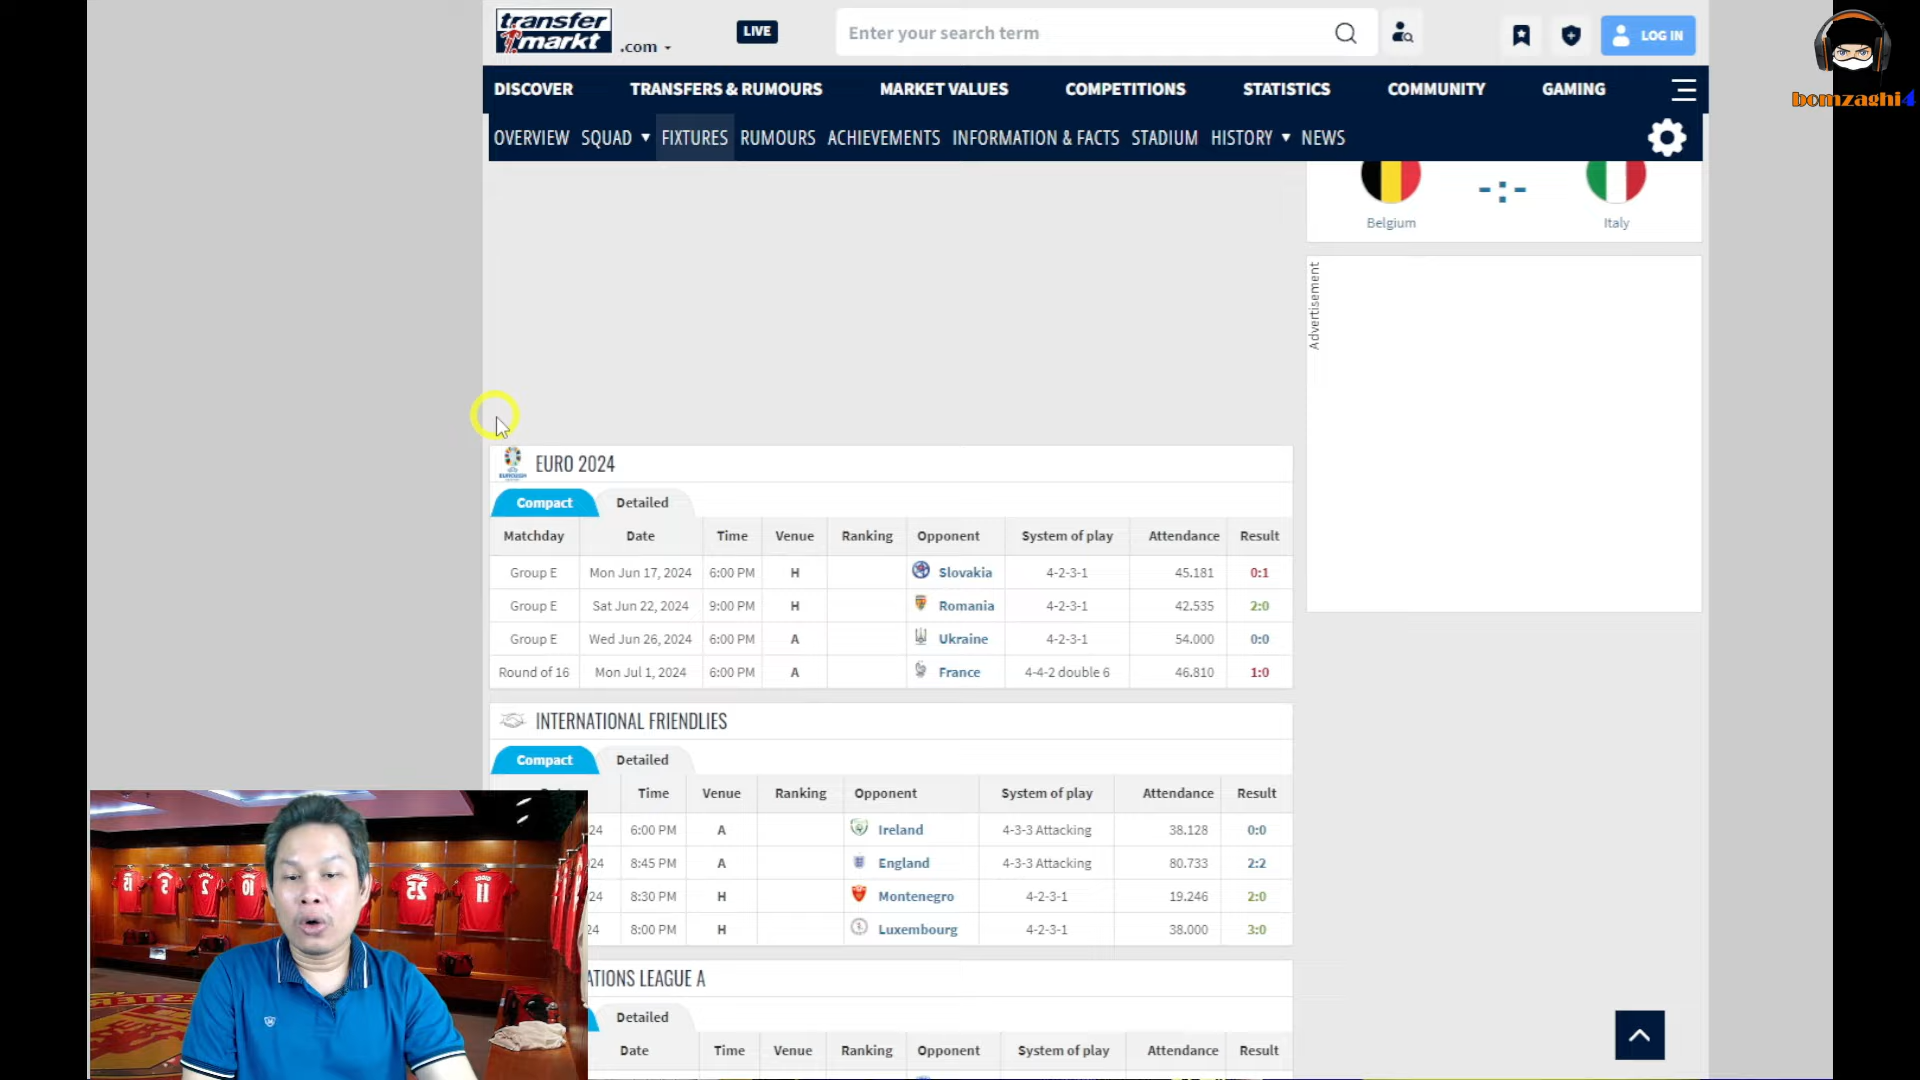 transfer
markt .com
LIVE
Enter your search term
LOG IN
bomzaghi4
DISCOVER TRANSFERS & RUMOURS MARKET VALUES COMPETITIONS STATISTICS COMMUNITY GAMING
OVERVIEW SQUAD FIXTURES RUMOURS ACHIEVEMENTS INFORMATION & FACTS STADIUM HISTORY NEWS
-:-
Belgium Italy
Advertisement
EURO 2024
Compact Detailed
Matchday Date Time Venue Ranking Opponent System of play Attendance Result
Group E Mon Jun 17, 2024 6:00 PM H Slovakia 4-2-3-1 45.181 0:1
Group E Sat Jun 22, 2024 9:00 PM H Romania 4-2-3-1 42.535 2:0
Group E Wed Jun 26, 2024 6:00 PM A Ukraine 4-2-3-1 54.000 0:0
Round of 16 Mon Jul 1, 2024 6:00 PM A France 4-4-2 double 6 46.810 1:0
INTERNATIONAL FRIENDLIES
Compact Detailed
Time Venue Ranking Opponent System of play Attendance Result
24 6:00 PM A Ireland 4-3-3 Attacking 38.128 0:0
24 8:45 PM A England 4-3-3 Attacking 80.733 2:2
24 8:30 PM H Montenegro 4-2-3-1 19.246 2:0
24 8:00 PM H Luxembourg 4-2-3-1 38.000 3:0
ATIONS LEAGUE A
Detailed
Date Time Venue Ranking Opponent System of play Attendance Result